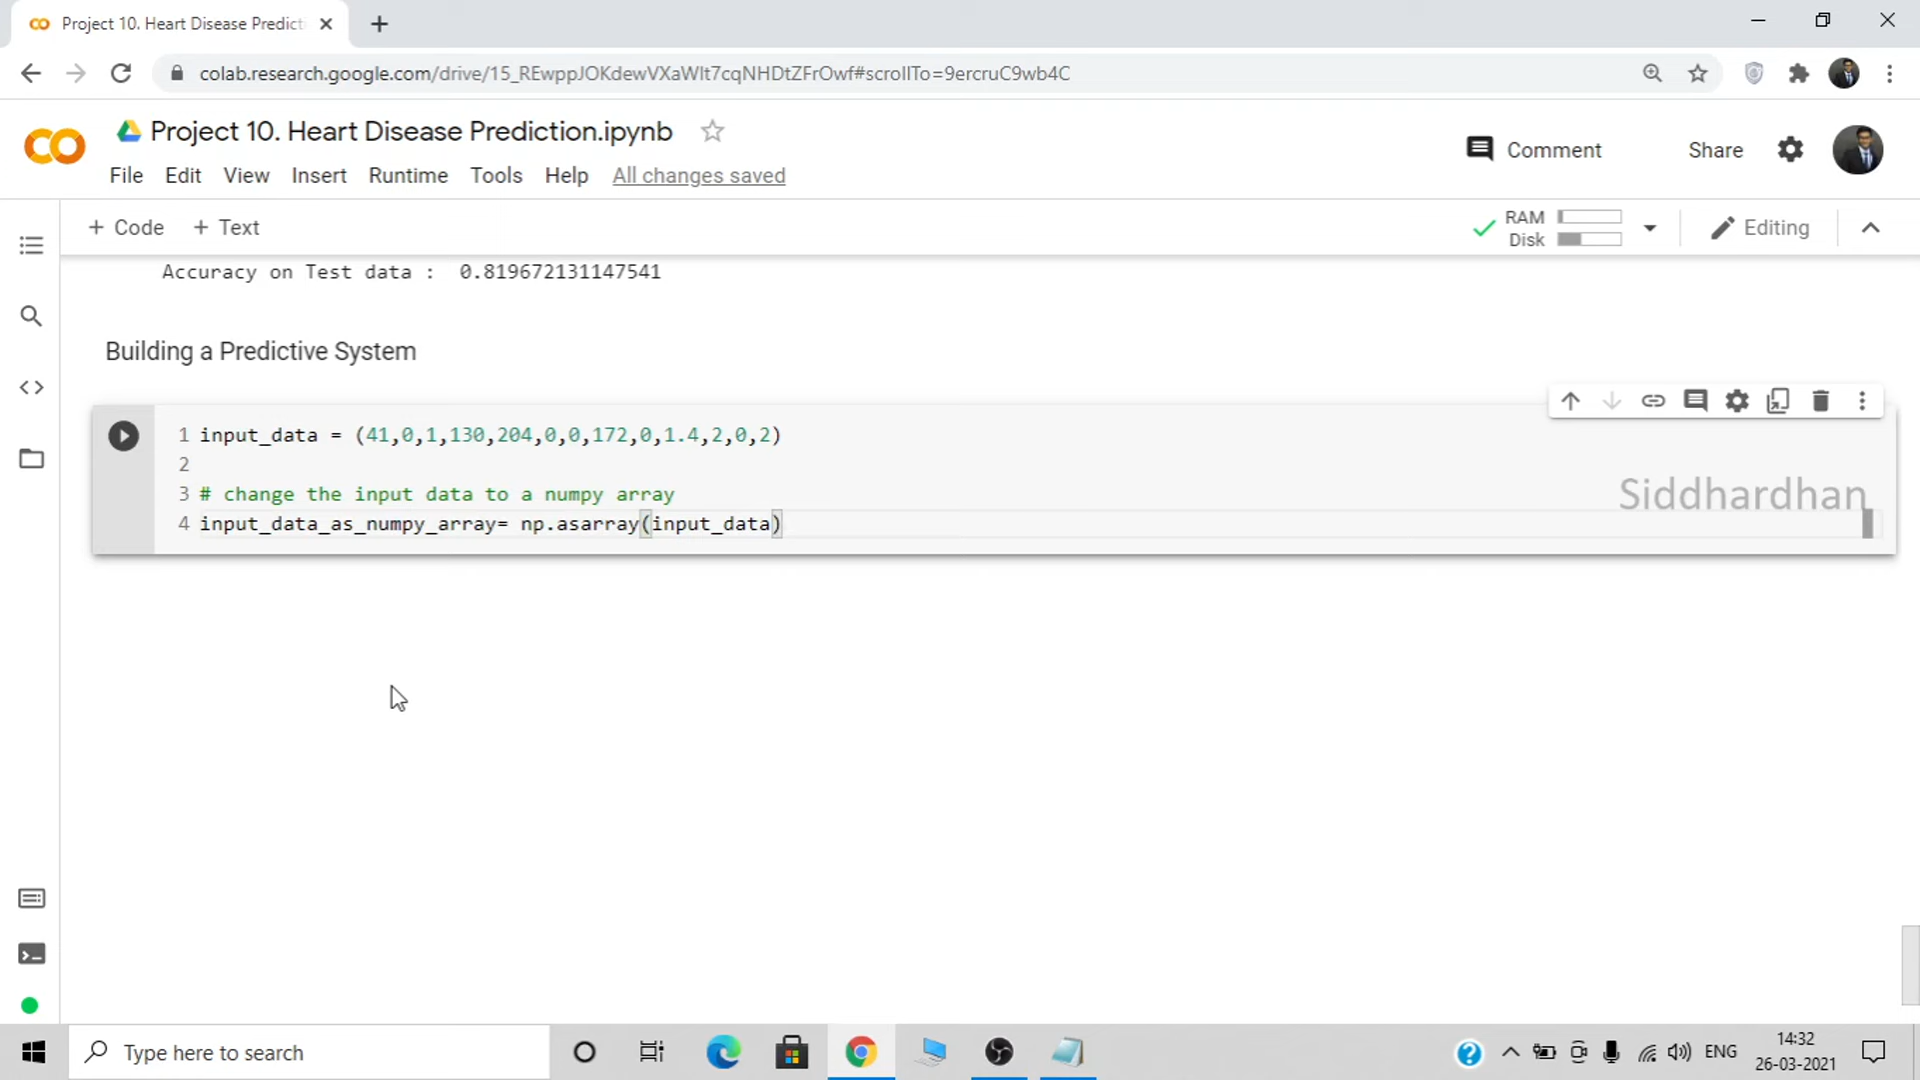 Project 10. Heart Disease Predict
colab.research.google.com/drive/15_REwppJOKdewVXaWIt7cqNHDtZFrOwf#scrollTo=9ercruC9wb4C
Project 10. Heart Disease Prediction.ipynb
Comment
Share
File Edit View Insert Runtime Tools Help All changes saved
+ Code + Text
RAM
Disk
Editing
Accuracy on Test data : 0.819672131147541
Building a Predictive System
1 input_data = (41,0,1,130,204,0,0,172,0,1.4,2,0,2)
2
3 # change the input data to a numpy array
4 input_data_as_numpy_array= np.asarray(input_data)
Siddhardhan
Type here to search
ENG
14:32
26-03-2021